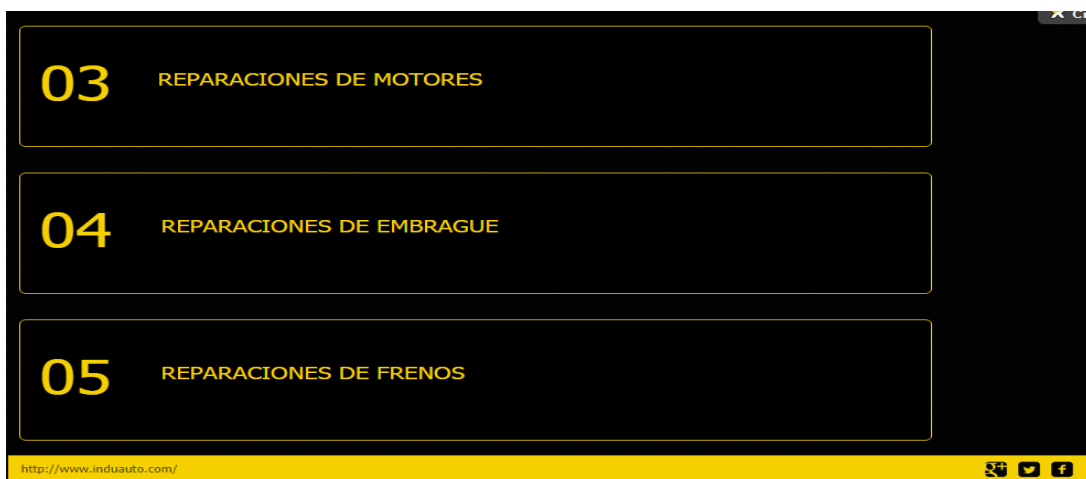 03 REPARACIONES DE MOTORES
04 REPARACIONES DE EMBRAGUE
05 REPARACIONES DE FRENOS
http://www.induauto.com/